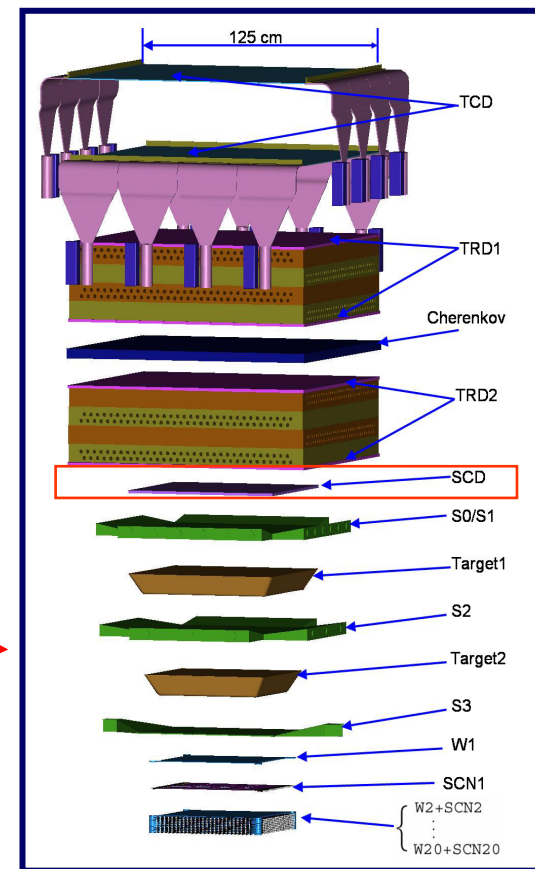 125 cm
TCD
TRD1
Cherenkov
TRD2
SCD
S0/S1
Target1
S2
Target2
S3
W1
SCN1
W2+SCN2
⋮
W20+SCN20